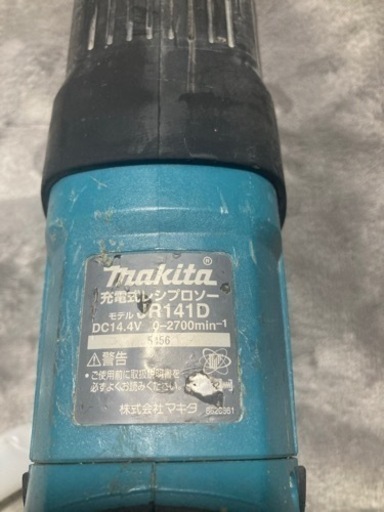 makita
充電式レシプロソー
モデル JR141D
DC14.4V 0-2700min-1
5156
⚠警告
・ご使用前に取扱説明書を
必ずよくお読みください。
株式会社マキタ